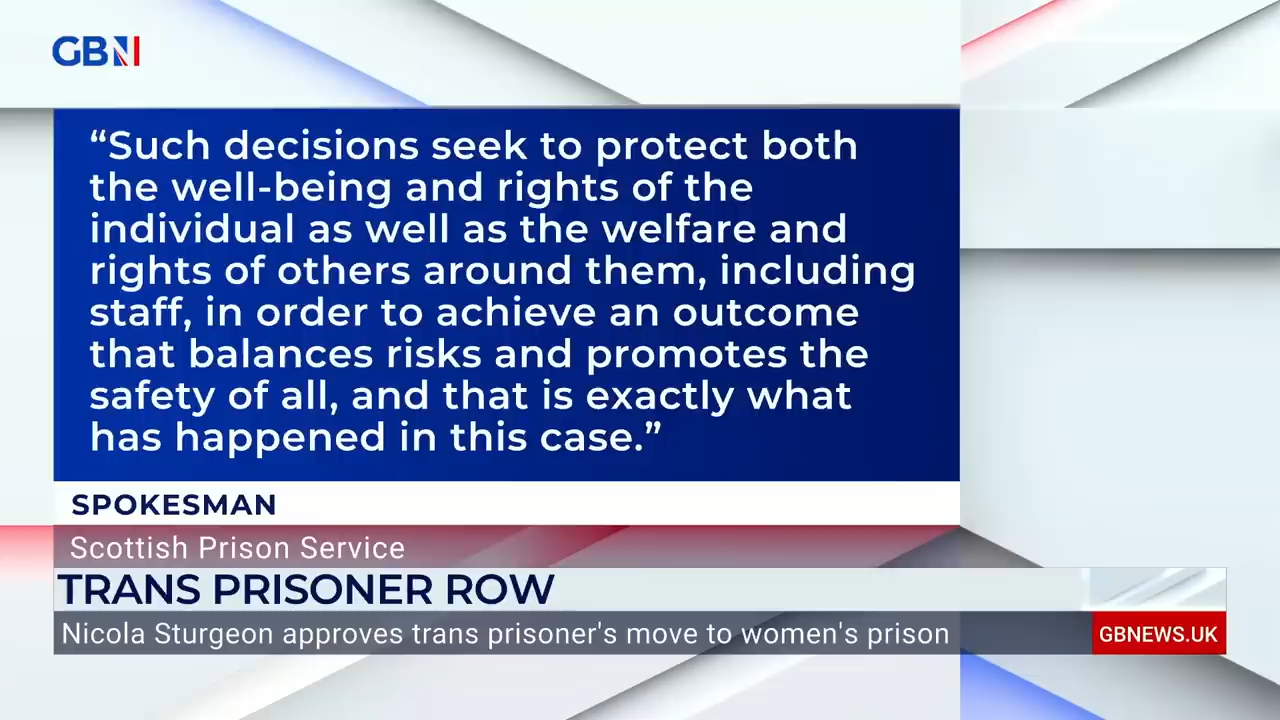 GBN
“Such decisions seek to protect both
the well-being and rights of the
individual as well as the welfare and
rights of others around them, including
staff, in order to achieve an outcome
that balances risks and promotes the
safety of all, and that is exactly what
has happened in this case.”
SPOKESMAN
Scottish Prison Service
TRANS PRISONER ROW
Nicola Sturgeon approves trans prisoner's move to women's prison
GBNEWS.UK